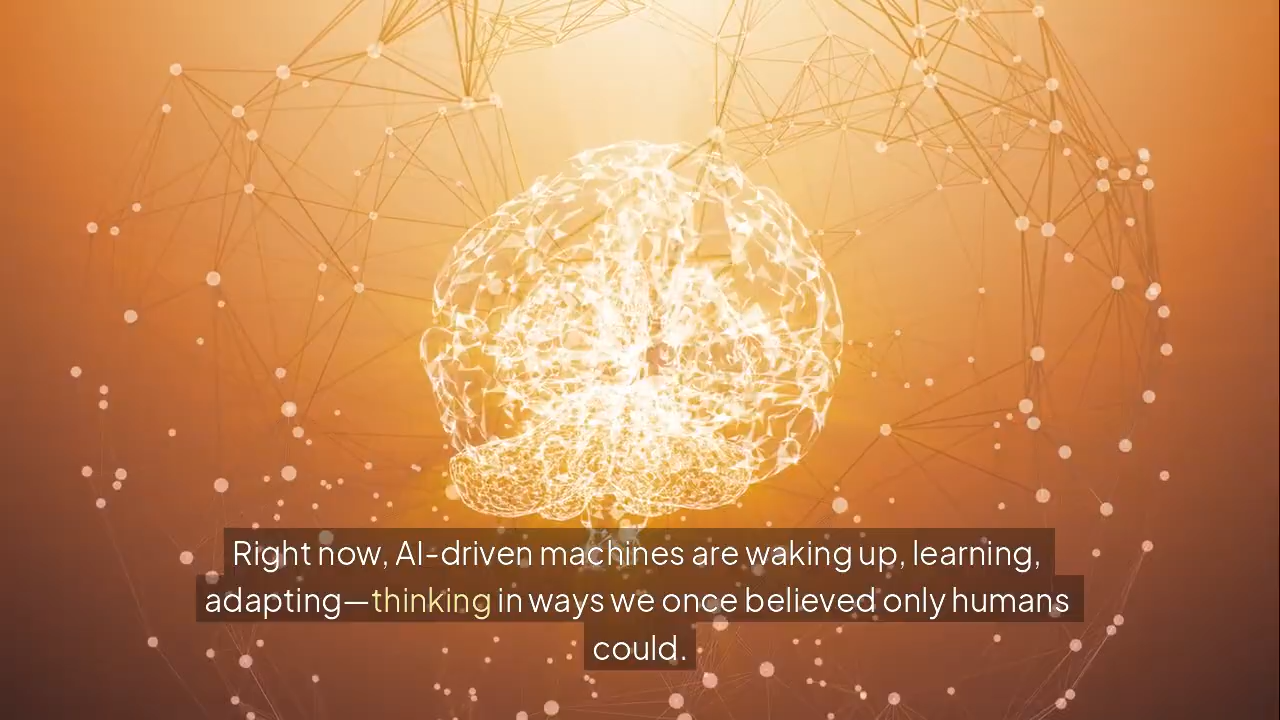 Right now, AI-driven machines are waking up, learning,
adapting—thinking in ways we once believed only humans
could.